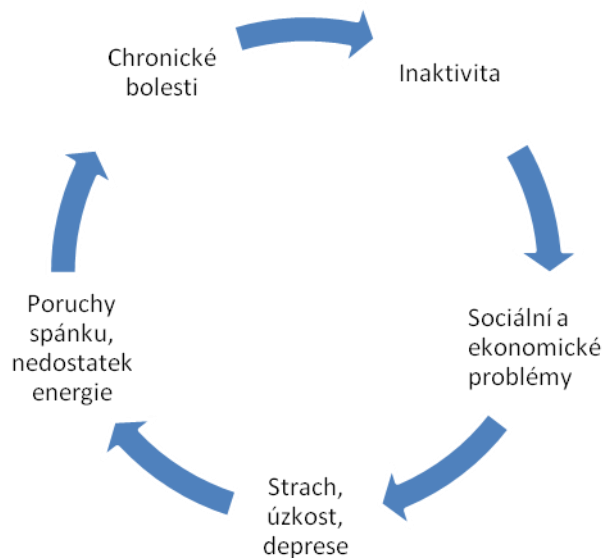 Chronické
bolesti
Inaktivita
Sociální a
ekonomické
problémy
Strach,
úzkost,
deprese
Poruchy
spánku,
nedostatek
energie